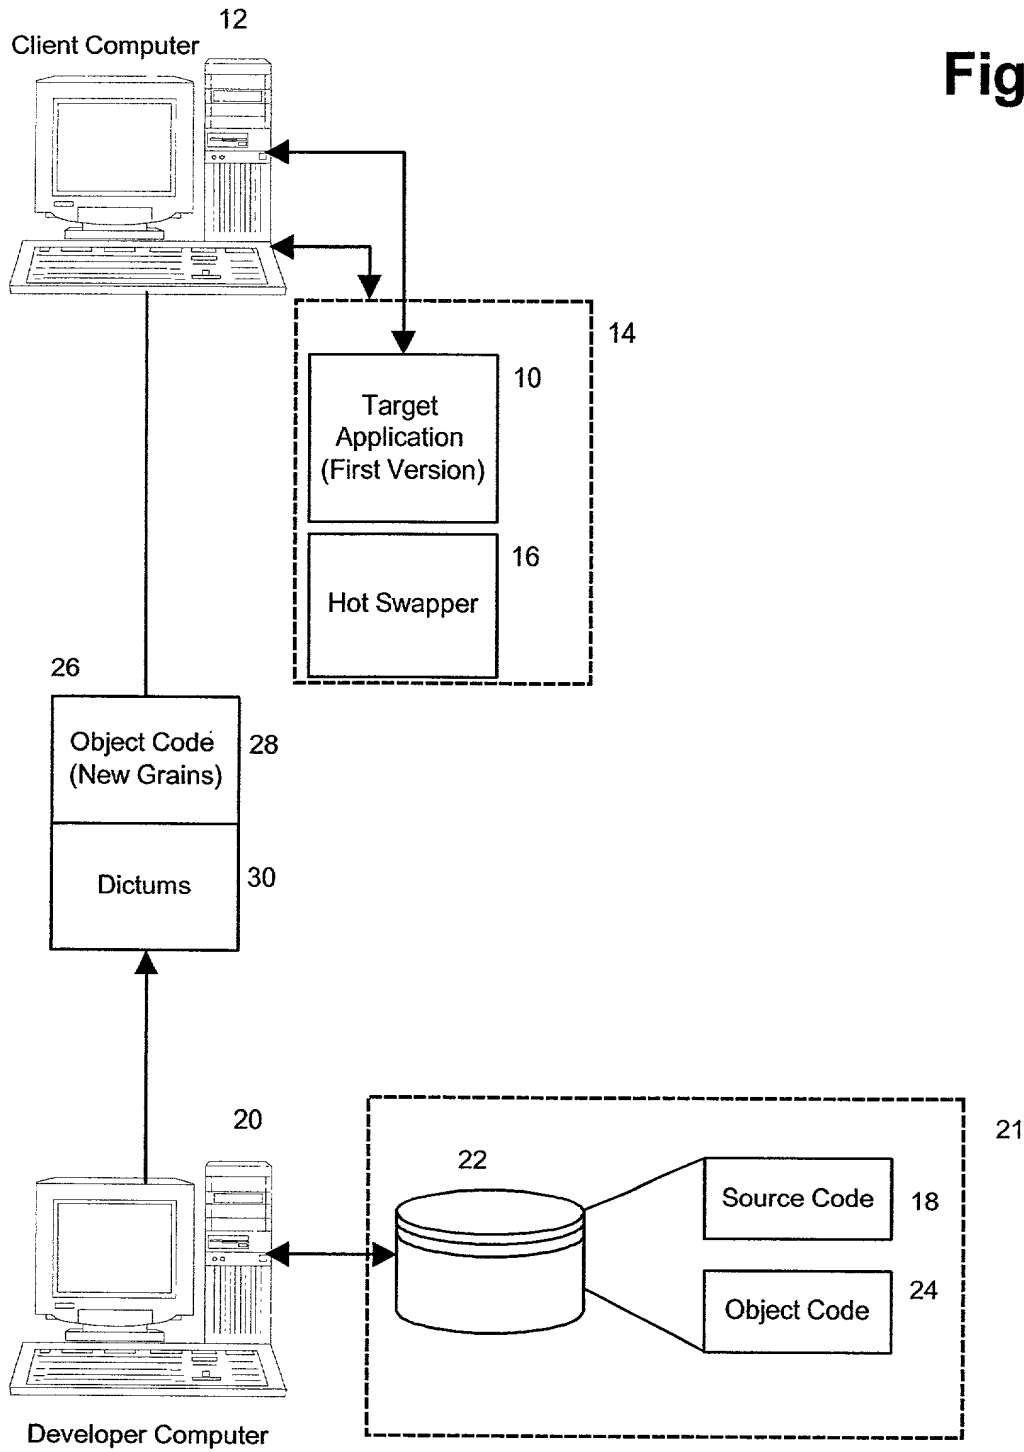 12
Client Computer
Fig
14
10
Target
Application
(First Version)
16
Hot Swapper
26
Object Code
(New Grains)
28
Dictums
30
20
21
22
Source Code
18
Object Code
24
Developer Computer